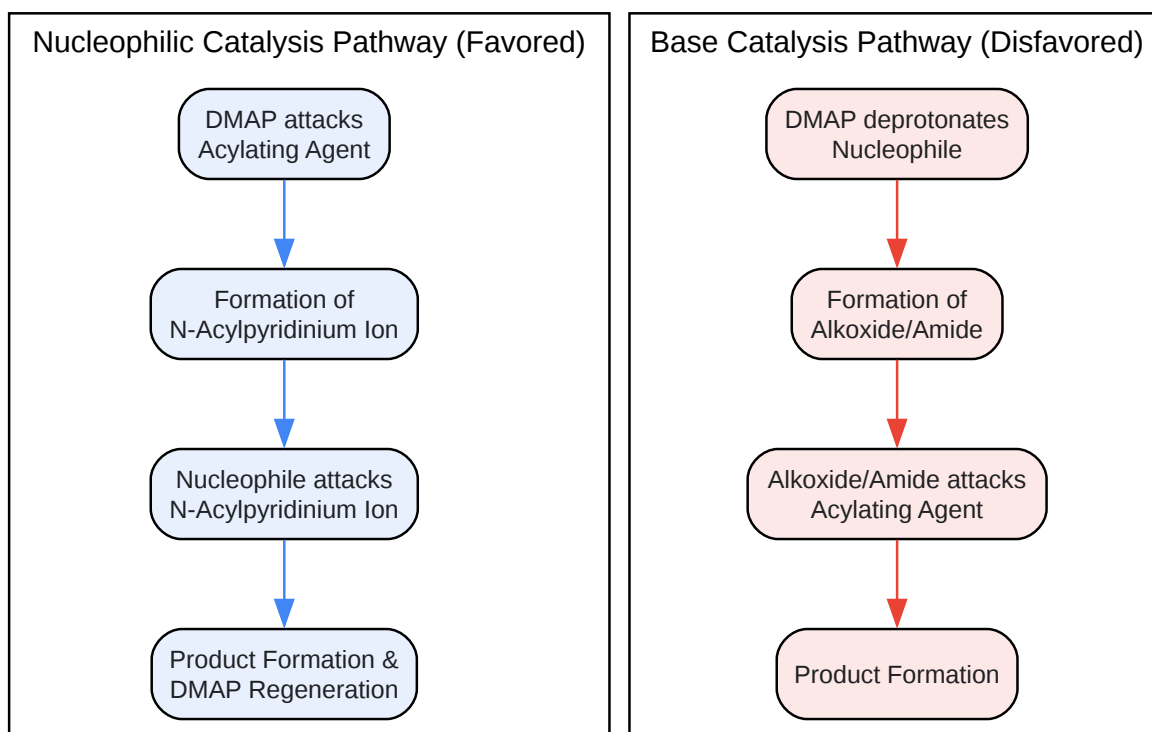 Nucleophilic Catalysis Pathway (Favored)
DMAP attacks
Acylating Agent
Formation of
N-Acylpyridinium Ion
Nucleophile attacks
N-Acylpyridinium Ion
Product Formation &
DMAP Regeneration
Base Catalysis Pathway (Disfavored)
DMAP deprotonates
Nucleophile
Formation of
Alkoxide/Amide
Alkoxide/Amide attacks
Acylating Agent
Product Formation